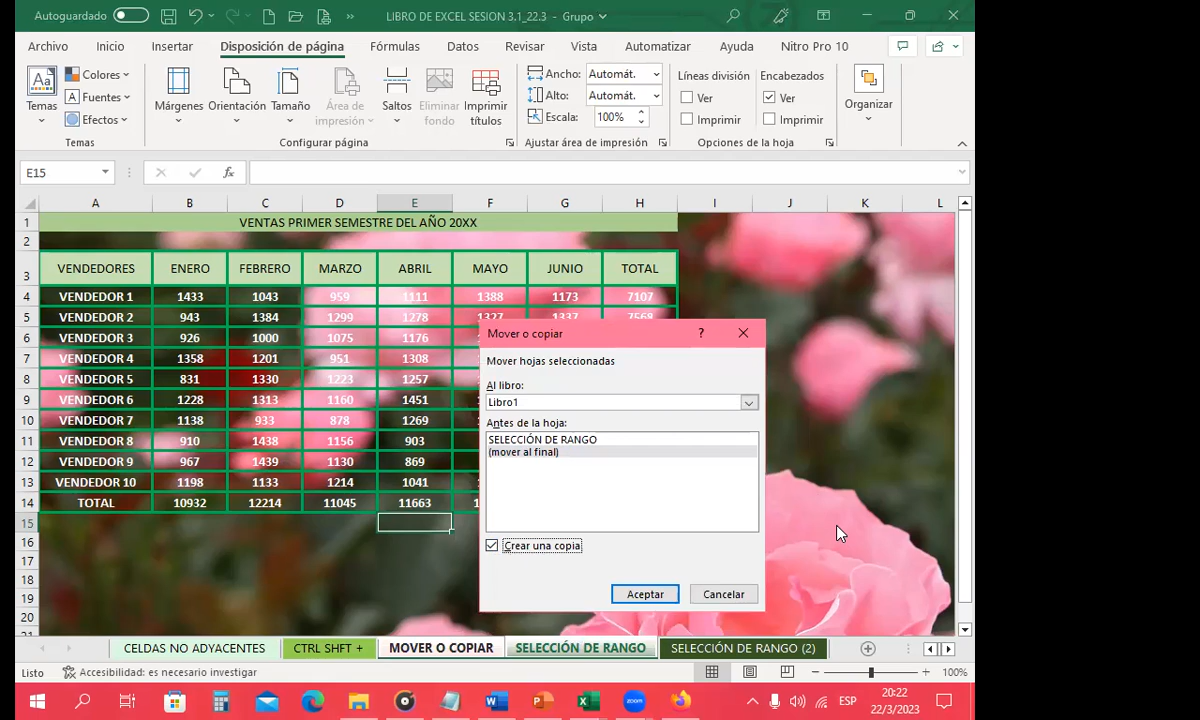 Autoguardado
LIBRO DE EXCEL SESION 3.1_22.3 - Grupo
Archivo Inicio Insertar Disposición de página Fórmulas Datos Revisar Vista Automatizar Ayuda Nitro Pro 10
Aa Colores Márgenes Orientación Tamaño Área de impresión Saltos Eliminar fondo Imprimir títulos Ancho: Automát. Líneas división Encabezados Organizar
Temas A Fuentes Alto: Automát. Ver Ver
Efectos Escala: 100% Imprimir Imprimir
Temas Configurar página Ajustar área de impresión Opciones de la hoja
E15 fx
A B C D E F G H I J K L
1 VENTAS PRIMER SEMESTRE DEL AÑO 20XX
2
3 VENDEDORES ENERO FEBRERO MARZO ABRIL MAYO JUNIO TOTAL
4 VENDEDOR 1 1433 1043 959 1111 1388 1173 7107
5 VENDEDOR 2 943 1384 1299 1278 1327 1337 7568
6 VENDEDOR 3 926 1000 1075 1176
7 VENDEDOR 4 1358 1201 951 1308
8 VENDEDOR 5 831 1330 1223 1257
9 VENDEDOR 6 1228 1313 1160 1451
10 VENDEDOR 7 1138 933 878 1269
11 VENDEDOR 8 910 1438 1156 903
12 VENDEDOR 9 967 1439 1130 869
13 VENDEDOR 10 1198 1133 1214 1041
14 TOTAL 10932 12214 11045 11663
15
16
17
18
19
20
Mover o copiar ?
Mover hojas seleccionadas
Al libro:
Libro1
Antes de la hoja:
SELECCIÓN DE RANGO
(mover al final)
Crear una copia
Aceptar Cancelar
CELDAS NO ADYACENTES CTRL SHFT + MOVER O COPIAR SELECCIÓN DE RANGO SELECCIÓN DE RANGO (2)
Listo Accesibilidad: es necesario investigar 100%
zoom ESP 20:22
22/3/2023